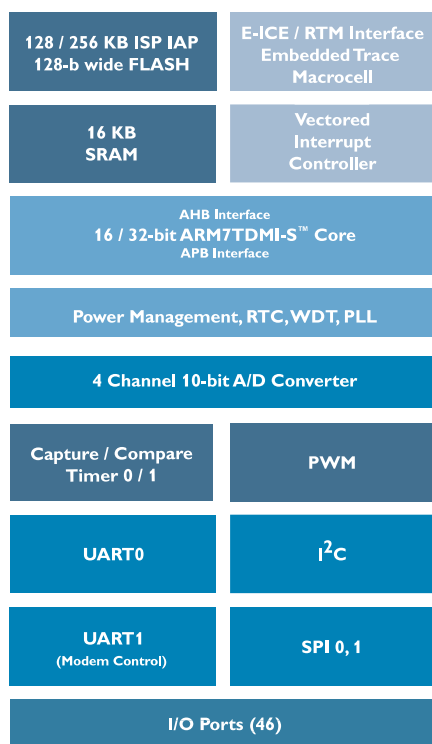 128 / 256 KB ISP IAP
128-b wide FLASH
E-ICE / RTM Interface
Embedded Trace
Macrocell
16 KB
SRAM
Vectored
Interrupt
Controller
AHB Interface
16 / 32-bit ARM7TDMI-S™ Core
APB Interface
Power Management, RTC, WDT, PLL
4 Channel 10-bit A/D Converter
Capture / Compare
Timer 0 / 1
PWM
UART0
I²C
UART1
(Modem Control)
SPI 0, 1
I/O Ports (46)